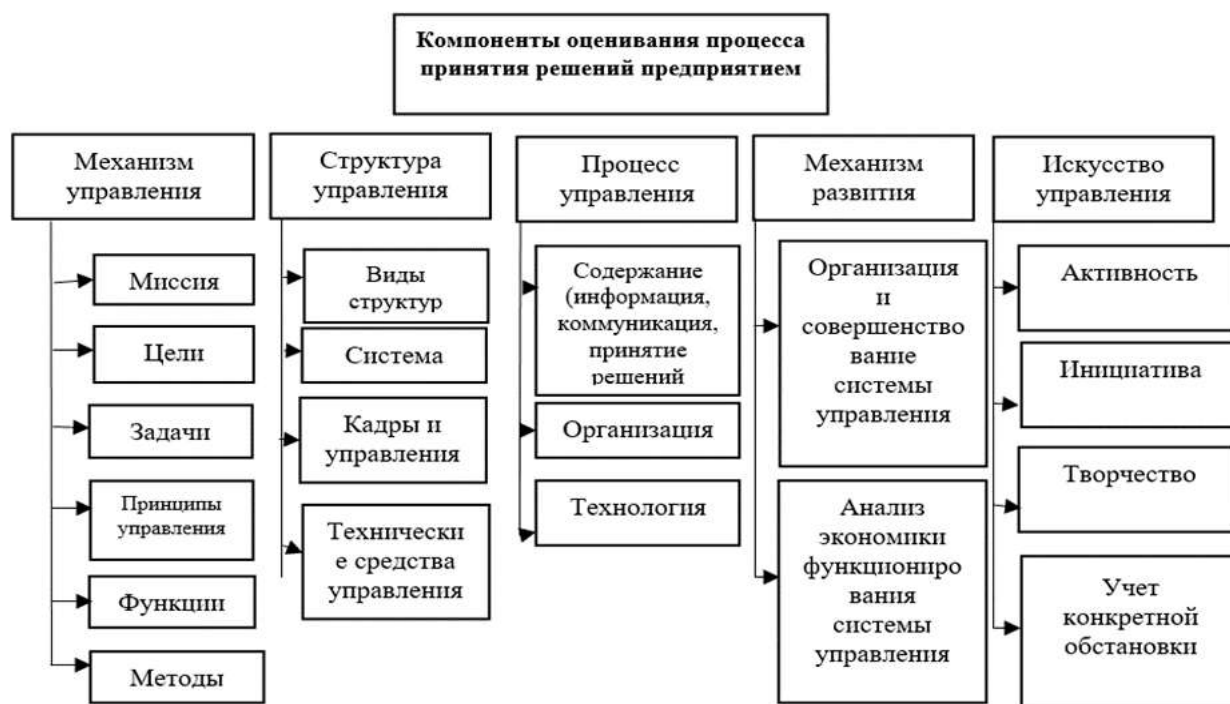 Компоненты оценивания процесса
принятия решений предприятием
Механизм
управления
Миссия
Цели
Задачи
Принципы
управления
Функции
Методы
Структура
управления
Виды
структур
Система
Кадры и
управления
Технически
е средства
управления
Процесс
управления
Содержание
(информация,
коммуникация,
принятие
решений
Организация
Технология
Механизм
развития
Организация
и
совершенство
вание
системы
управления
Анализ
экономики
функциониро
вания
системы
управления
Искусство
управления
Активность
Инициатива
Творчество
Учет
конкретной
обстановки